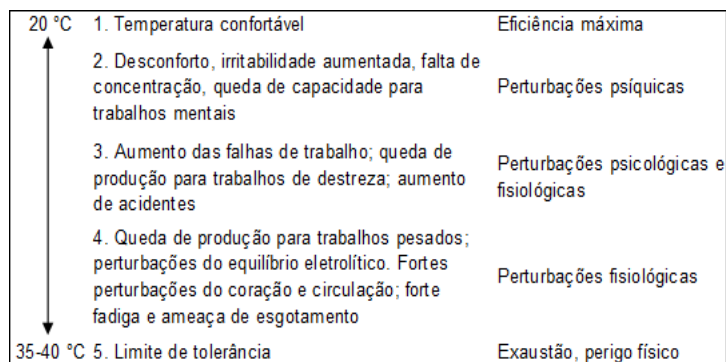 20 °C 1. Temperatura confortável Eficiência máxima
2. Desconforto, irritabilidade aumentada, falta de
concentração, queda de capacidade para
trabalhos mentais
Perturbações psíquicas
3. Aumento das falhas de trabalho; queda de
produção para trabalhos de destreza; aumento
de acidentes
Perturbações psicológicas e
fisiológicas
4. Queda de produção para trabalhos pesados;
perturbações do equilíbrio eletrolítico. Fortes
perturbações do coração e circulação; forte
fadiga e ameaça de esgotamento
Perturbações fisiológicas
35-40 °C 5. Limite de tolerância Exaustão, perigo físico